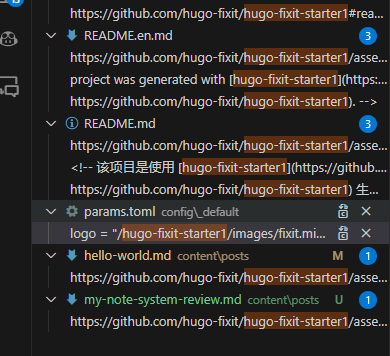 https://github.com/hugo-fixit/hugo-fixit-starter1#rea...
README.en.md 3
https://github.com/hugo-fixit/hugo-fixit-starter1/asse...
project was generated with [hugo-fixit-starter1](https:...
https://github.com/hugo-fixit/hugo-fixit-starter1). -->
README.md 3
https://github.com/hugo-fixit/hugo-fixit-starter1/asse...
<!-- 该项目是使用 [hugo-fixit-starter1](https://github.
https://github.com/hugo-fixit/hugo-fixit-starter1) 生...
params.toml config\_default
logo = "/hugo-fixit-starter1/images/fixit.mi...
hello-world.md content\posts M 1
https://github.com/hugo-fixit/hugo-fixit-starter1/asse...
my-note-system-review.md content\posts U 1
https://github.com/hugo-fixit/hugo-fixit-starter1/asse...